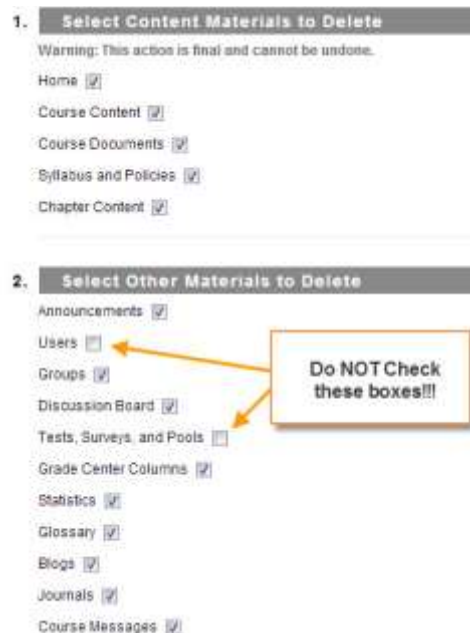 1. Select Content Materials to Delete
Warning: This action is final and cannot be undone.
Home
Course Content
Course Documents
Syllabus and Policies
Chapter Content
2. Select Other Materials to Delete
Announcements
Users
Groups
Discussion Board
Tests, Surveys, and Pools
Grade Center Columns
Statistics
Glossary
Blogs
Journals
Course Messages
Do NOT Check
these boxes!!!